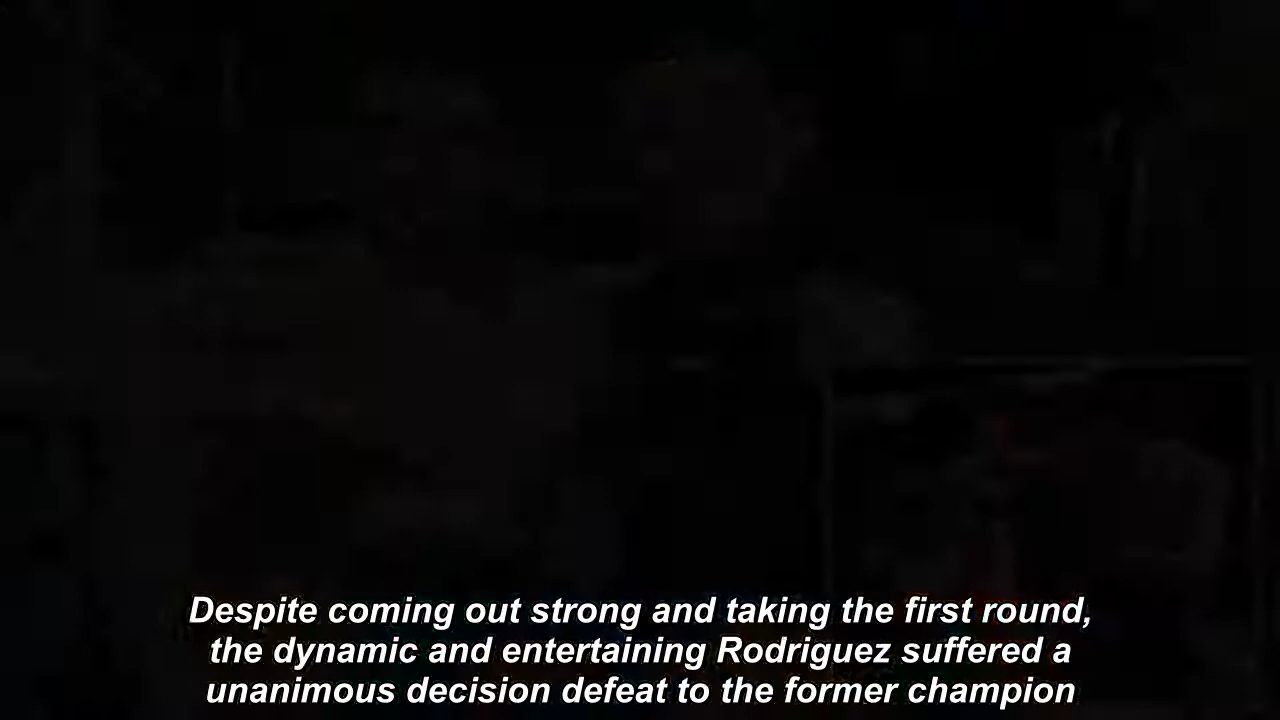 Despite coming out strong and taking the first round,
the dynamic and entertaining Rodriguez suffered a
unanimous decision defeat to the former champion